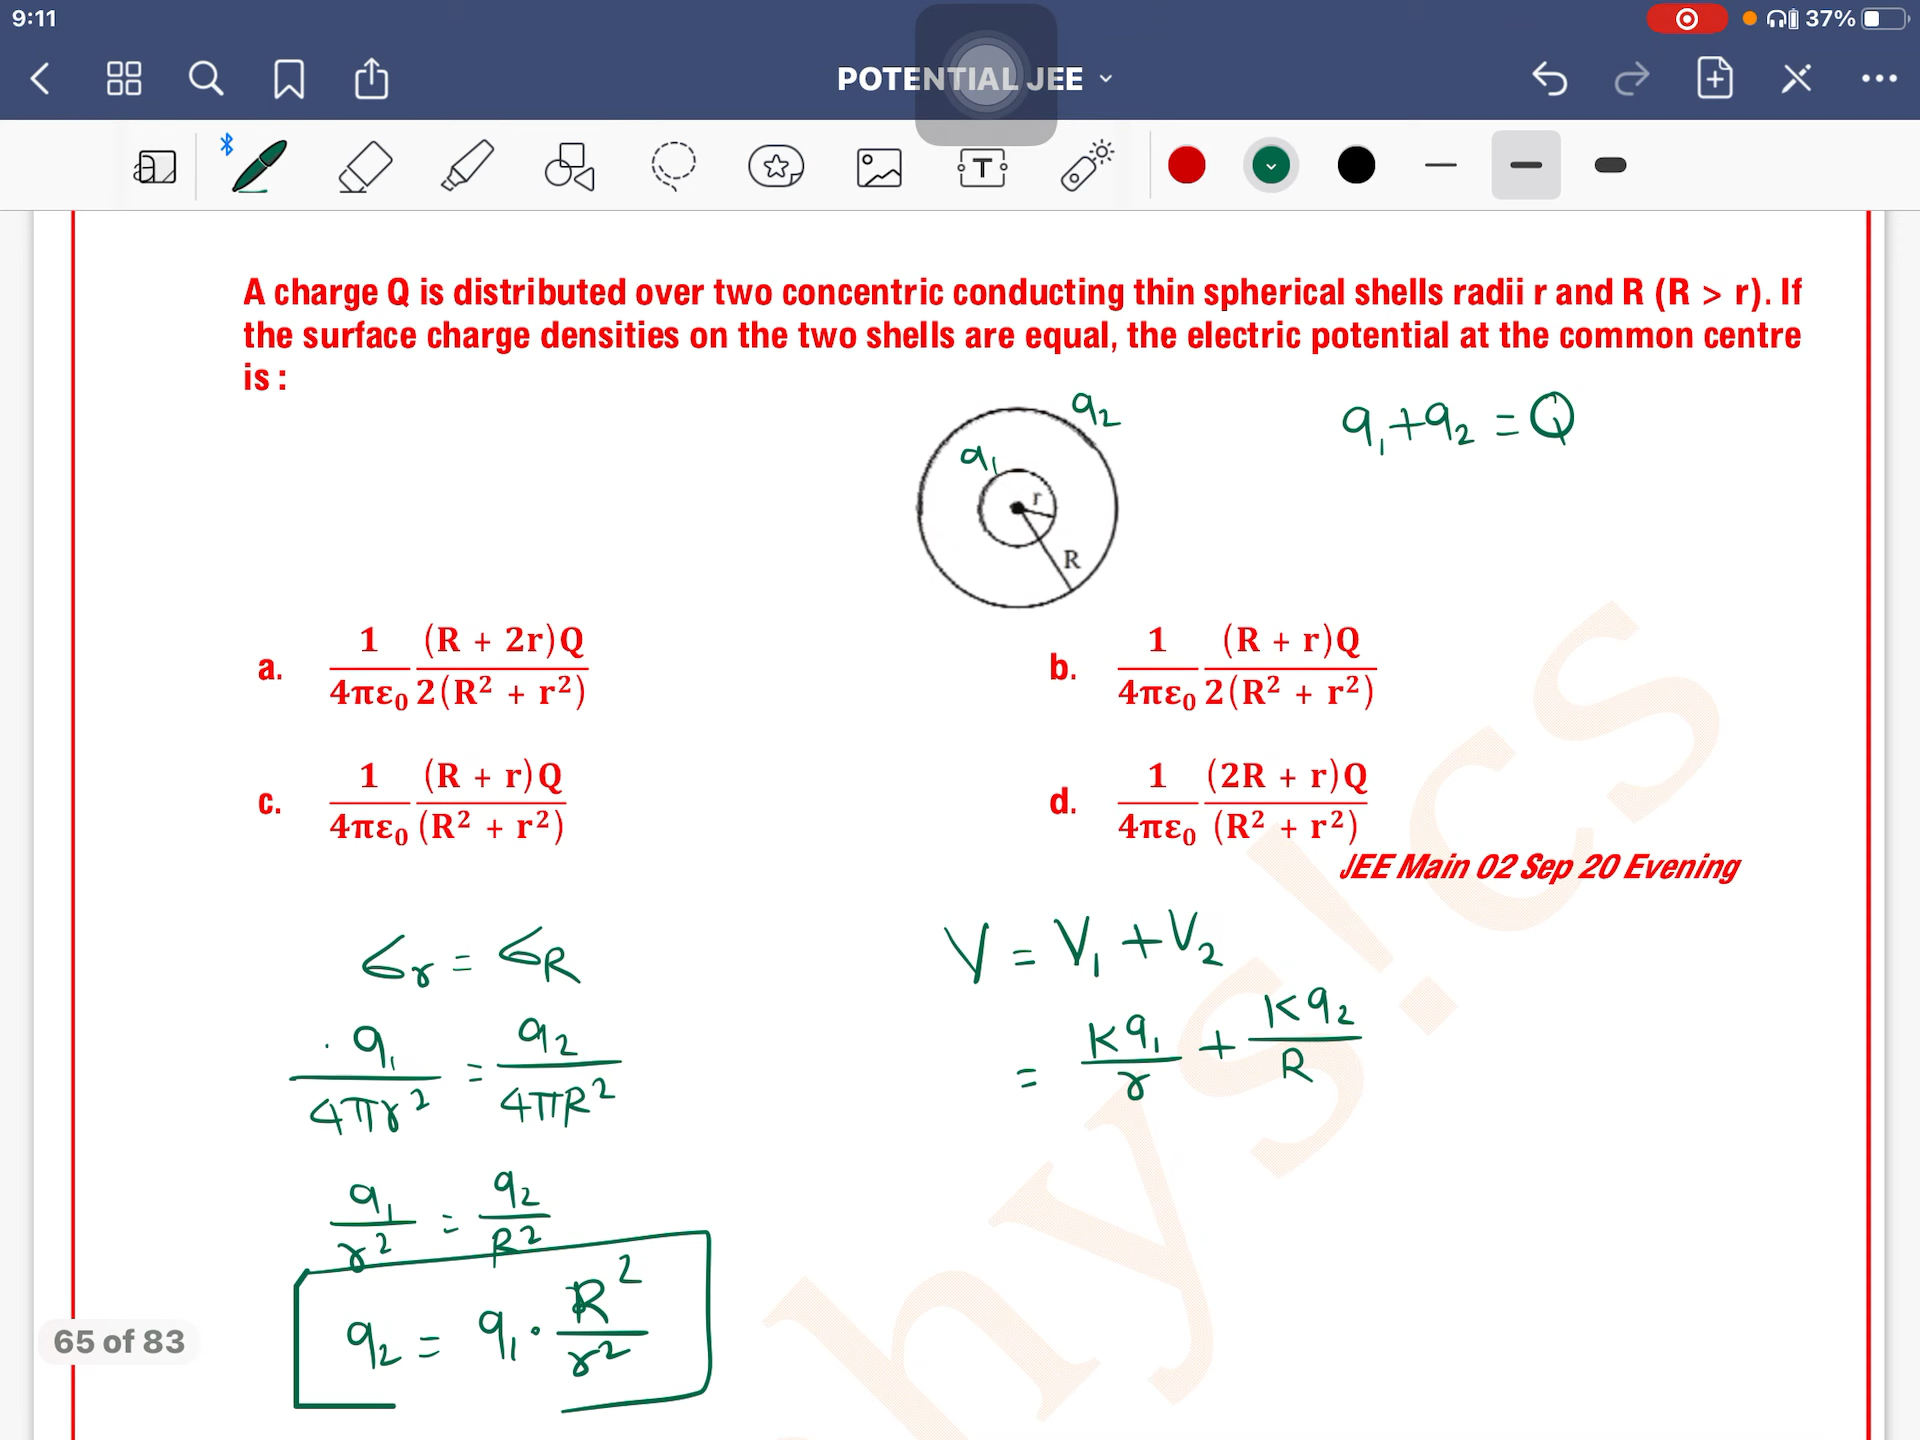 9:11
37%
POTENTIAL JEE
A charge Q is distributed over two concentric conducting thin spherical shells radii r and R (R > r). If
the surface charge densities on the two shells are equal, the electric potential at the common centre
is :
q₂
q₁
r
R
q₁+q₂ = Q
a. 1/4πε₀ (R + 2r)Q/2(R² + r²)
b. 1/4πε₀ (R + r)Q/2(R² + r²)
c. 1/4πε₀ (R + r)Q/(R² + r²)
d. 1/4πε₀ (2R + r)Q/(R² + r²)
JEE Main 02 Sep 20 Evening
σr = σR
q₁/4πr² = q₂/4πR²
q₁/r² = q₂/R²
q₂ = q₁ · R²/r²
V = V₁ + V₂
= Kq₁/r + Kq₂/R
65 of 83
hys!cs